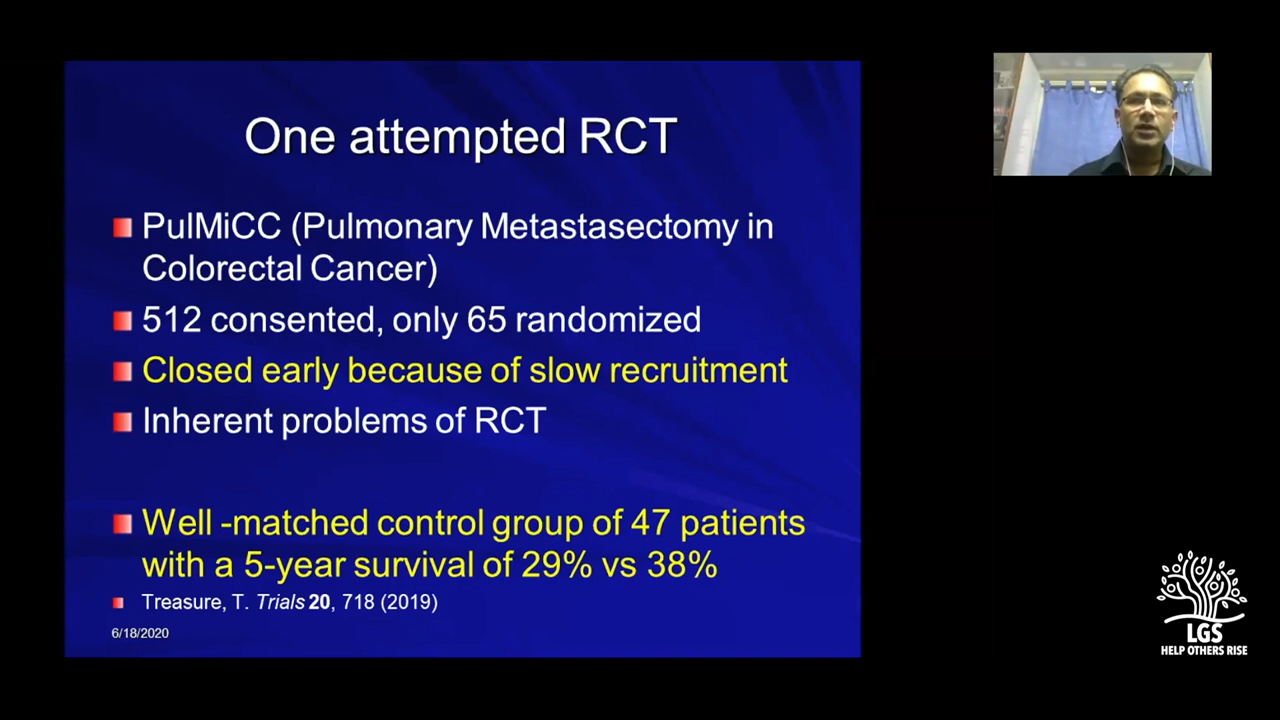 One attempted RCT
PulMiCC (Pulmonary Metastasectomy in
Colorectal Cancer)
512 consented, only 65 randomized
Closed early because of slow recruitment
Inherent problems of RCT
Well -matched control group of 47 patients
with a 5-year survival of 29% vs 38%
Treasure, T. Trials 20, 718 (2019)
6/18/2020
LGS
HELP OTHERS RISE